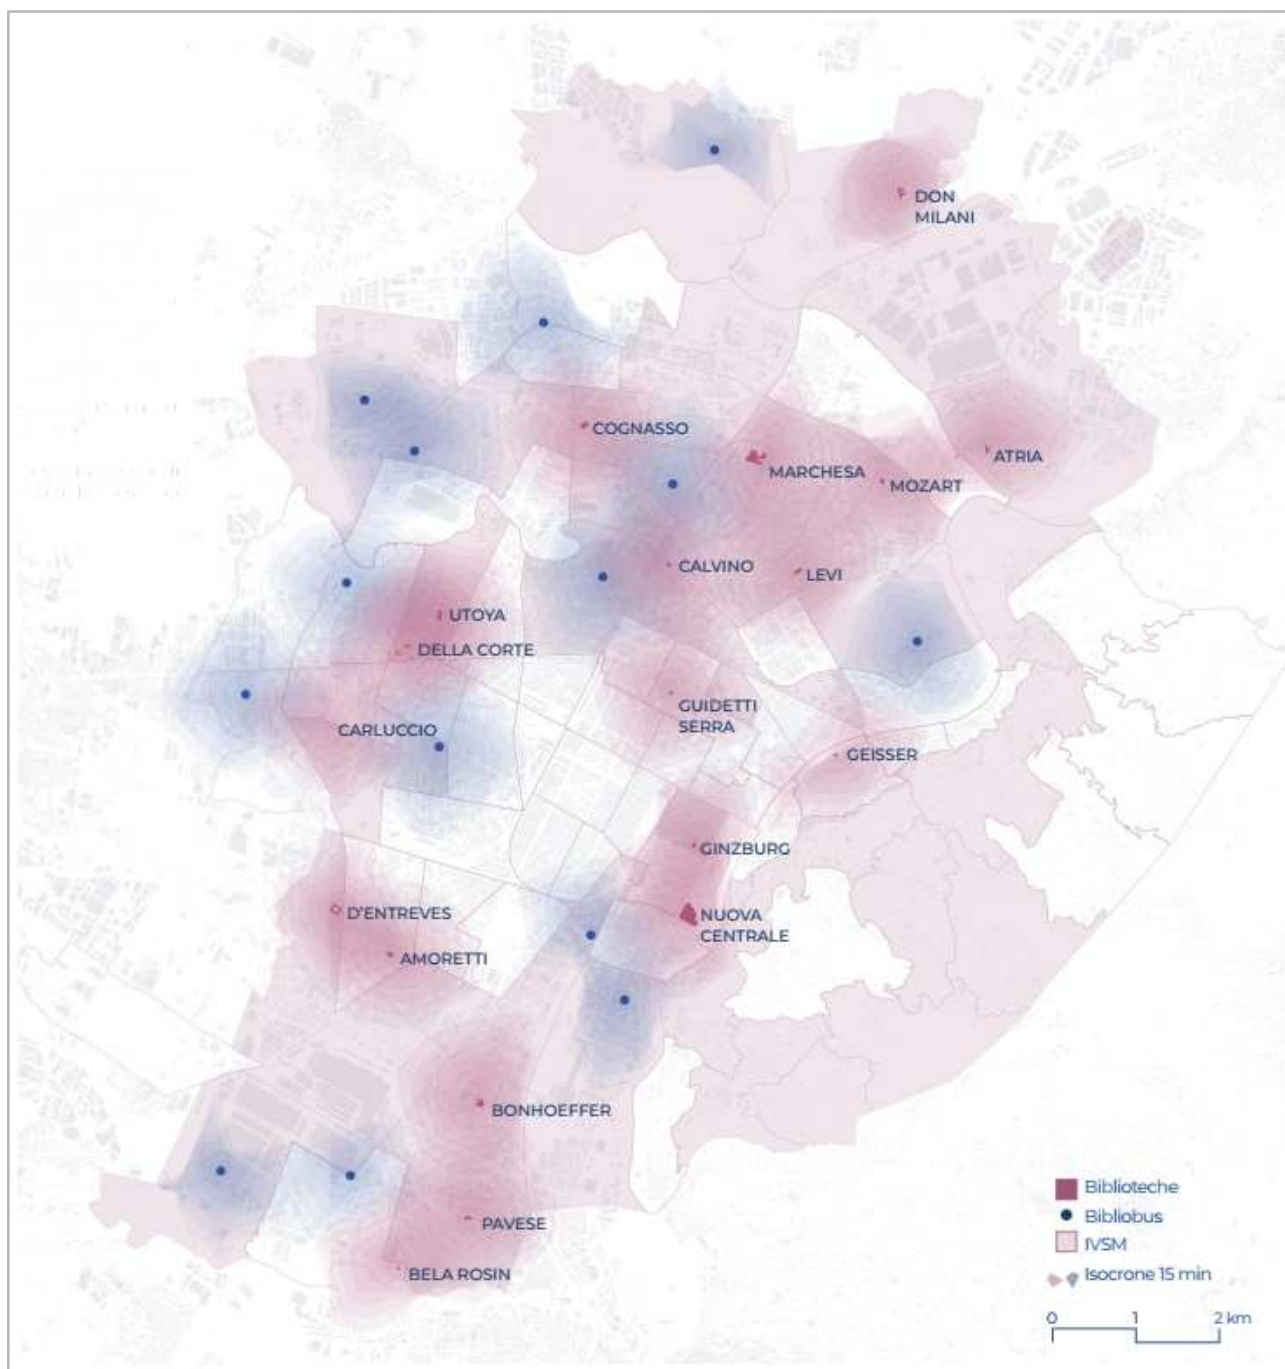 DON
MILANI
COGNASSO
MARCHESA
ATRIA
MOZART
CALVINO
LEVI
UTOYA
DELLA CORTE
GUIDETTI
SERRA
CARLUCCIO
GEISSER
GINZBURG
D'ENTREVES
NUOVA
CENTRALE
AMORETTI
BONHOEFFER
PAVESE
BELA ROSIN
Biblioteche
Bibliobus
IVSM
Isocrone 15 min
0 1 2 km